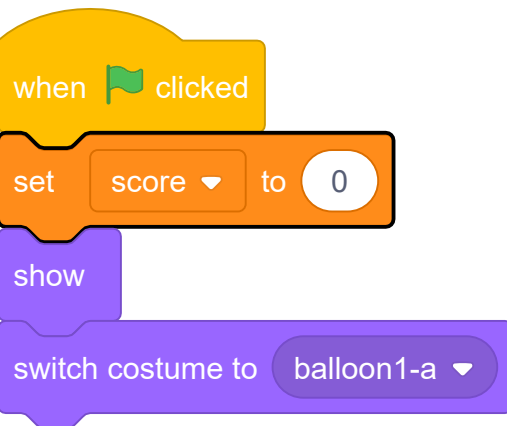 when clicked
set score to 0
show
switch costume to balloon1-a